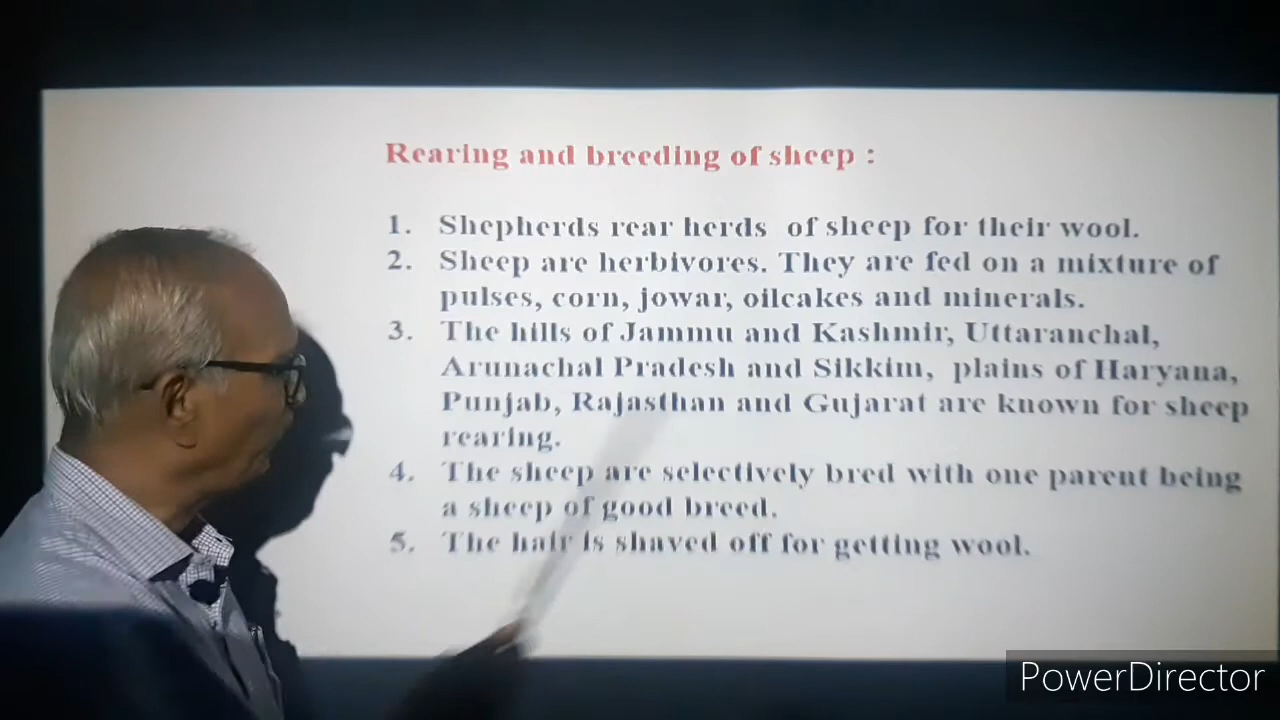 Rearing and breeding of sheep :
1. Shepherds rear herds of sheep for their wool.
2. Sheep are herbivores. They are fed on a mixture of
pulses, corn, jowar, oilcakes and minerals.
3. The hills of Jammu and Kashmir, Uttaranchal,
Arunachal Pradesh and Sikkim, plains of Haryana,
Punjab, Rajasthan and Gujarat are known for sheep
rearing.
4. The sheep are selectively bred with one parent being
a sheep of good breed.
5. The hair is shaved off for getting wool.
PowerDirector